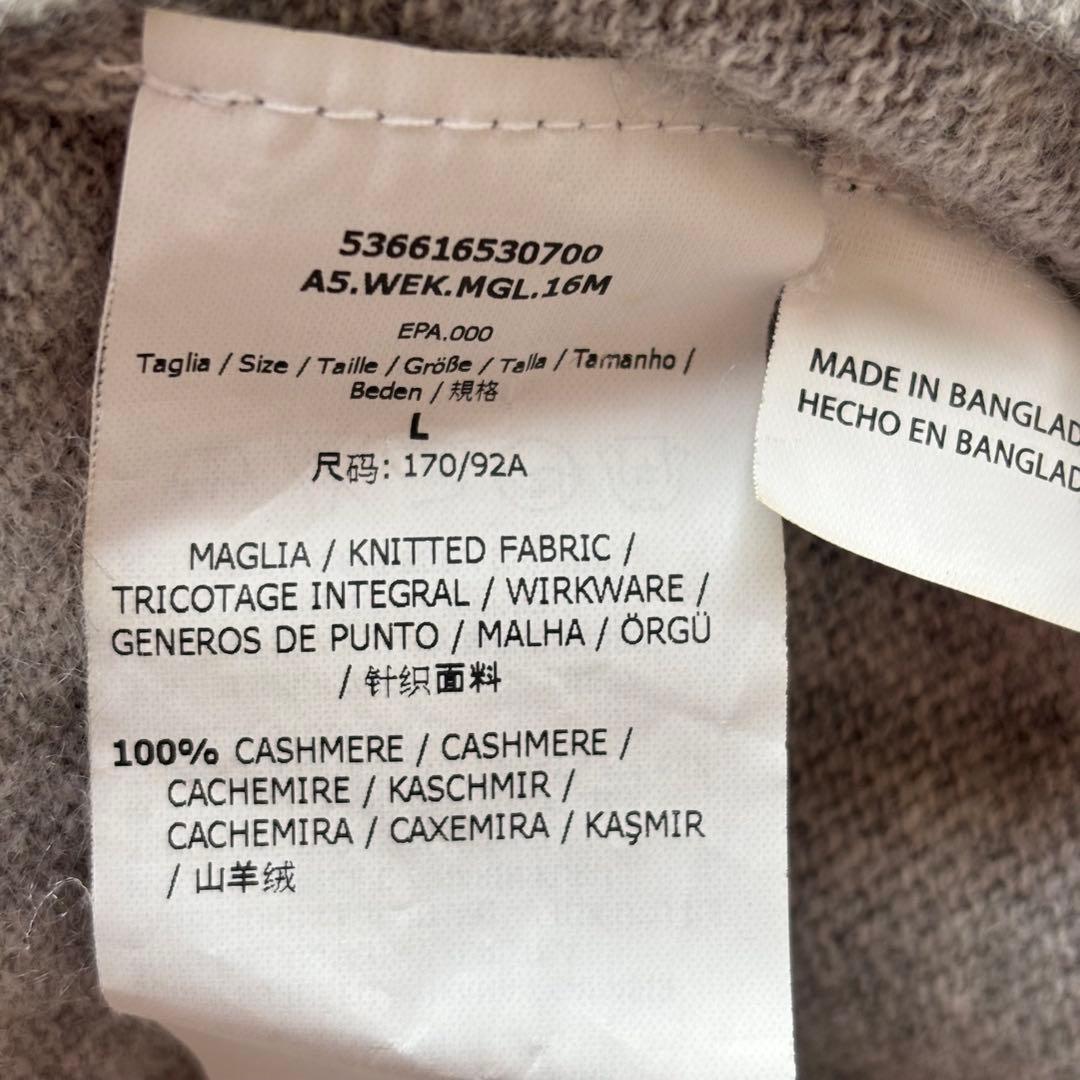 536616530700
A5.WEK.MGL.16M
EPA.000
Taglia / Size / Taille / Größe / Talla / Tamanho /
Beden / 規格
L
尺码: 170/92A
MAGLIA / KNITTED FABRIC /
TRICOTAGE INTEGRAL / WIRKWARE /
GENEROS DE PUNTO / MALHA / ÖRGÜ
/ 针织面料
100% CASHMERE / CASHMERE /
CACHEMIRE / KASCHMIR /
CACHEMIRA / CAXEMIRA / KAŞMIR
/ 山羊绒
MADE IN BANGLAD
HECHO EN BANGLAD